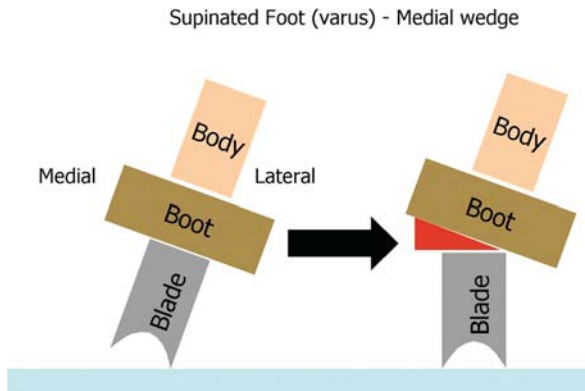 Supinated Foot (varus) - Medial wedge
Body
Medial
Lateral
Boot
Blade
Body
Boot
Blade